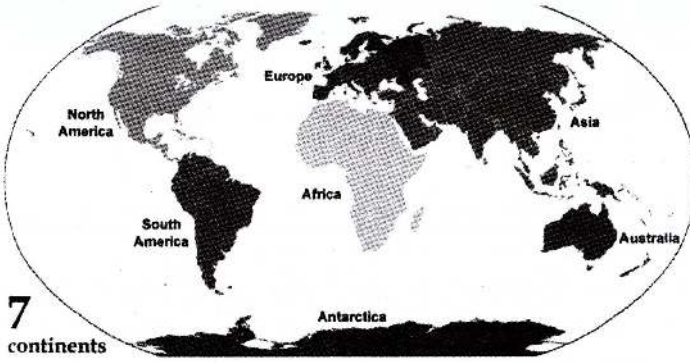 Europe
North
America
Asia
Africa
South
America
Australia
Antarctica
7
continents